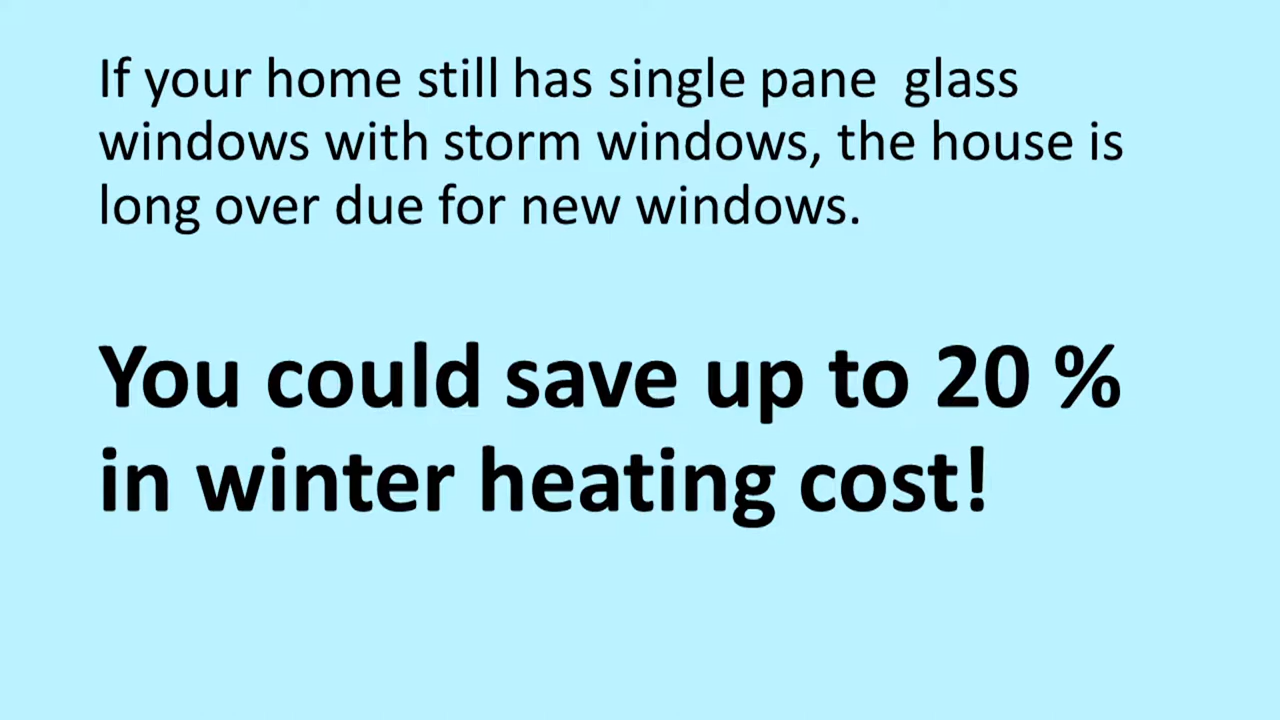 If your home still has single pane  glass
windows with storm windows, the house is
long over due for new windows.
You could save up to 20 %
in winter heating cost!